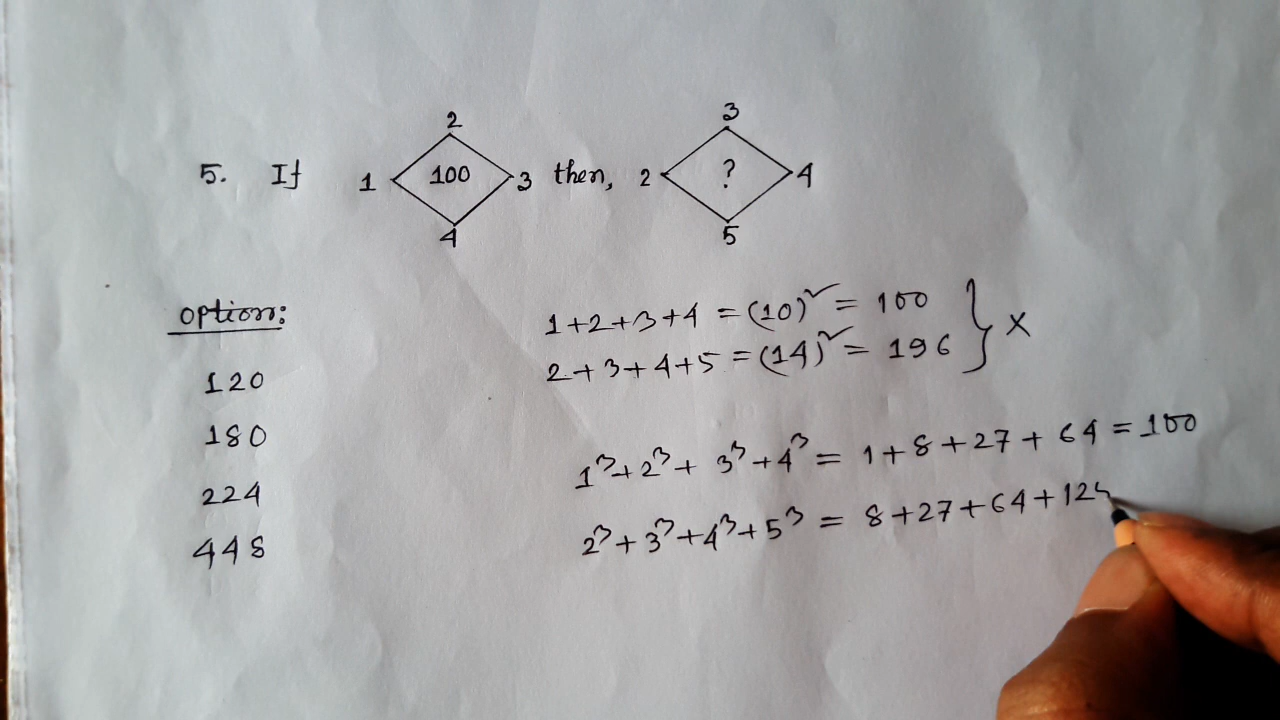 2 3
5. If 1 100 3 then, 2 ? 4
4 5
option:
120
180
224
448
1+2+3+4 = (10)² = 100
2+3+4+5 = (14)² = 196 } ×
1³+2³+3³+4³ = 1+8+27+64 = 100
2³+3³+4³+5³ = 8+27+64+12